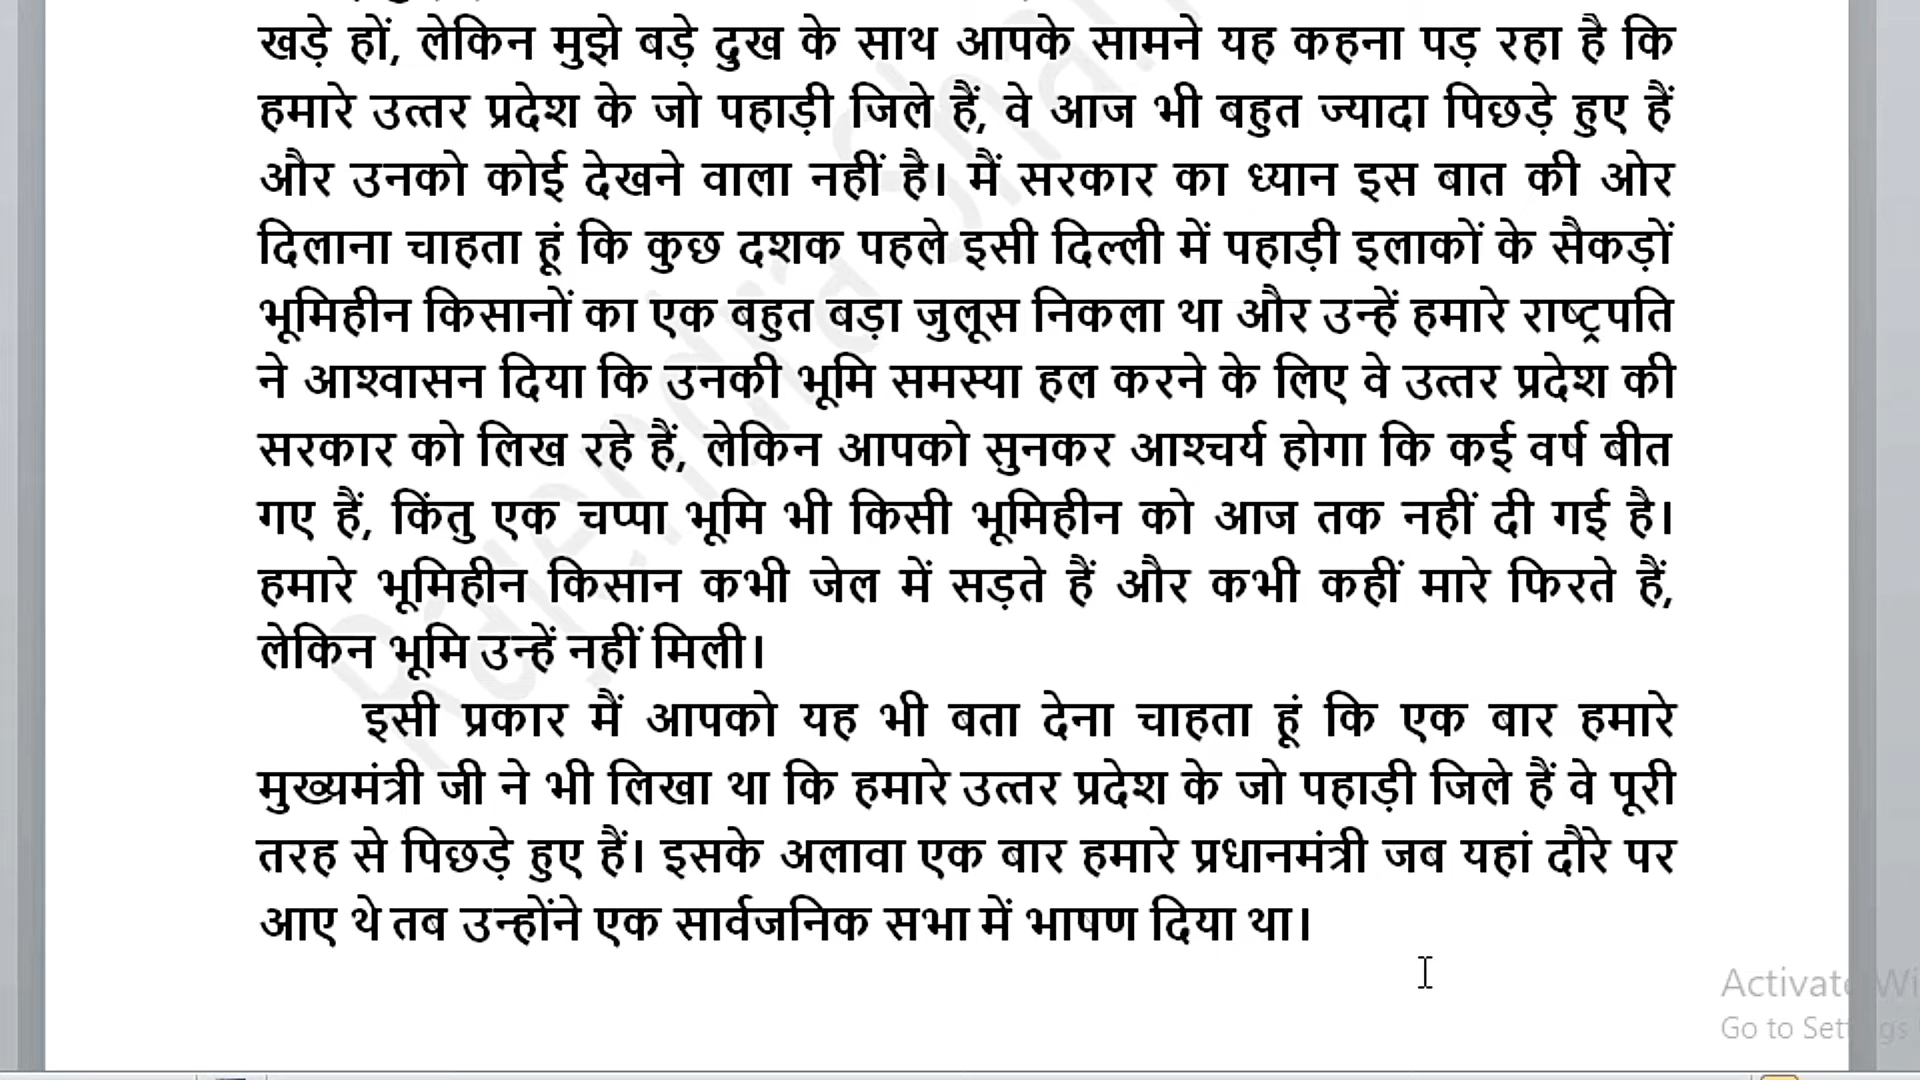 खड़े हों, लेकिन मुझे बड़े दुख के साथ आपके सामने यह कहना पड़ रहा है कि
हमारे उत्तर प्रदेश के जो पहाड़ी जिले हैं, वे आज भी बहुत ज्यादा पिछड़े हुए हैं
और उनको कोई देखने वाला नहीं है। मैं सरकार का ध्यान इस बात की ओर
दिलाना चाहता हूं कि कुछ दशक पहले इसी दिल्ली में पहाड़ी इलाकों के सैकड़ों
भूमिहीन किसानों का एक बहुत बड़ा जुलूस निकला था और उन्हें हमारे राष्ट्रपति
ने आश्वासन दिया कि उनकी भूमि समस्या हल करने के लिए वे उत्तर प्रदेश की
सरकार को लिख रहे हैं, लेकिन आपको सुनकर आश्चर्य होगा कि कई वर्ष बीत
गए हैं, किंतु एक चप्पा भूमि भी किसी भूमिहीन को आज तक नहीं दी गई है।
हमारे भूमिहीन किसान कभी जेल में सड़ते हैं और कभी कहीं मारे फिरते हैं,
लेकिन भूमि उन्हें नहीं मिली।
इसी प्रकार मैं आपको यह भी बता देना चाहता हूं कि एक बार हमारे
मुख्यमंत्री जी ने भी लिखा था कि हमारे उत्तर प्रदेश के जो पहाड़ी जिले हैं वे पूरी
तरह से पिछड़े हुए हैं। इसके अलावा एक बार हमारे प्रधानमंत्री जब यहां दौरे पर
आए थे तब उन्होंने एक सार्वजनिक सभा में भाषण दिया था।
Activate Wi
Go to Settings